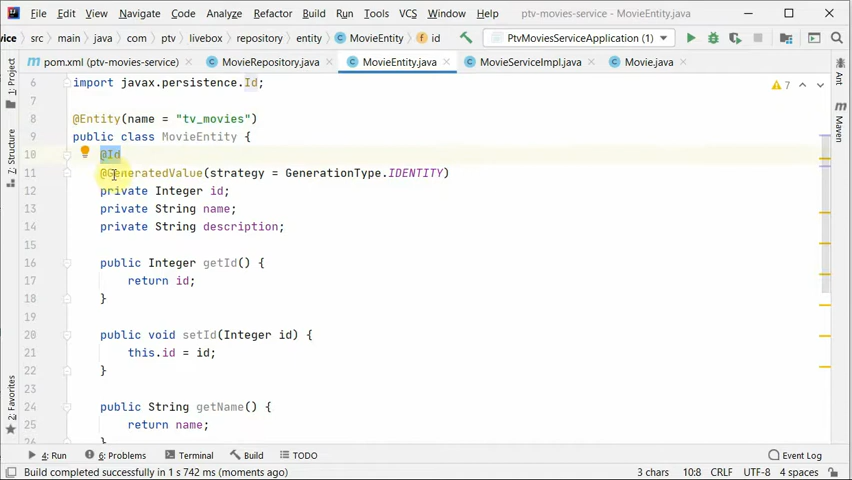 File Edit View Navigate Code Analyze Refactor Build Run Tools VCS Window Help ptv-movies-service - MovieEntity.java
vice src main java com ptv livebox repository entity MovieEntity id PtvMoviesServiceApplication (1)
pom.xml (ptv-movies-service) MovieRepository.java MovieEntity.java MovieServiceImpl.java Movie.java
1: Project
Z: Structure
2: Favorites
Ant
Maven
7
6 import javax.persistence.Id;
7
8 @Entity(name = "tv_movies")
9 public class MovieEntity {
10 @Id
11 @GeneratedValue(strategy = GenerationType.IDENTITY)
12 private Integer id;
13 private String name;
14 private String description;
15
16 public Integer getId() {
17 return id;
18 }
19
20 public void setId(Integer id) {
21 this.id = id;
22 }
23
24 public String getName() {
25 return name;
26 }
4: Run 6: Problems Terminal Build TODO Event Log
Build completed successfully in 1 s 742 ms (moments ago) 3 chars 10:8 CRLF UTF-8 4 spaces